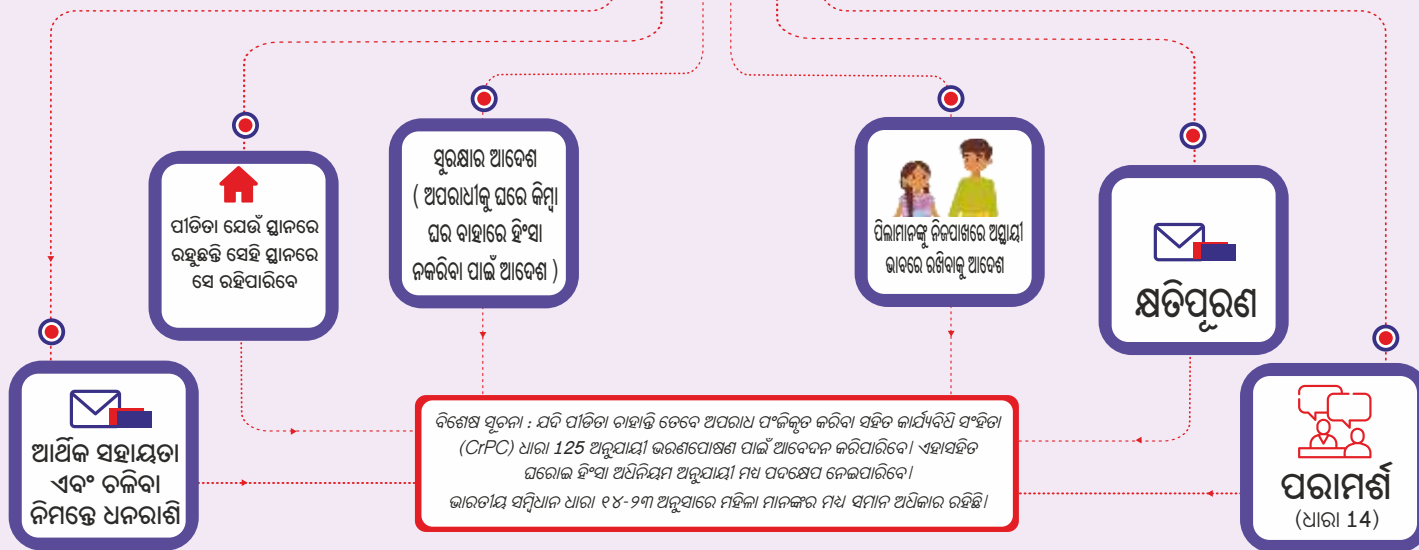 ପୀଡିତା ଯେଉଁ ସ୍ଥାନରେ
ରହୁଛନ୍ତି ସେହି ସ୍ଥାନରେ
ସେ ରହିପାରିବେ
ସୁରକ୍ଷାର ଆଦେଶ
( ଅପରାଧୀକୁ ଘରେ କିମ୍ବା
ଘର ବାହାରେ ହିଂସା
ନକରିବା ପାଇଁ ଆଦେଶ )
ପିଲାମାନଙ୍କୁ ନିଜପାଖରେ ଅସ୍ଥାୟୀ
ଭାବରେ ରଖିବାକୁ ଆଦେଶ
କ୍ଷତିପୂରଣ
ଆର୍ଥିକ ସହାୟତା
ଏବଂ ଚଳିବା
ନିମନ୍ତେ ଧନରାଶି
ବିଶେଷ ସୂଚନା : ଯଦି ପୀଡିତା ଚାହାନ୍ତି ତେବେ ଅପରାଧ ପଂଜିକୃତ କରିବା ସହିତ କାର୍ଯ୍ୟବିଧି ସଂହିତା
(CrPC) ଧାରା 125 ଅନୁଯାୟୀ ଭରଣପୋଷଣ ପାଇଁ ଆବେଦନ କରିପାରିବେ। ଏହାସହିତ
ଘରୋଇ ହିଂସା ଅଧିନିୟମ ଅନୁଯାୟୀ ମଧ୍ୟ ପଦକ୍ଷେପ ନେଇପାରିବେ।
ଭାରତୀୟ ସମ୍ବିଧାନ ଧାରା ୧୪-୨୩ ଅନୁସାରେ ମହିଳା ମାନଙ୍କର ମଧ୍ୟ ସମାନ ଅଧିକାର ରହିଛି।
ପରାମର୍ଶ
(ଧାରା 14)